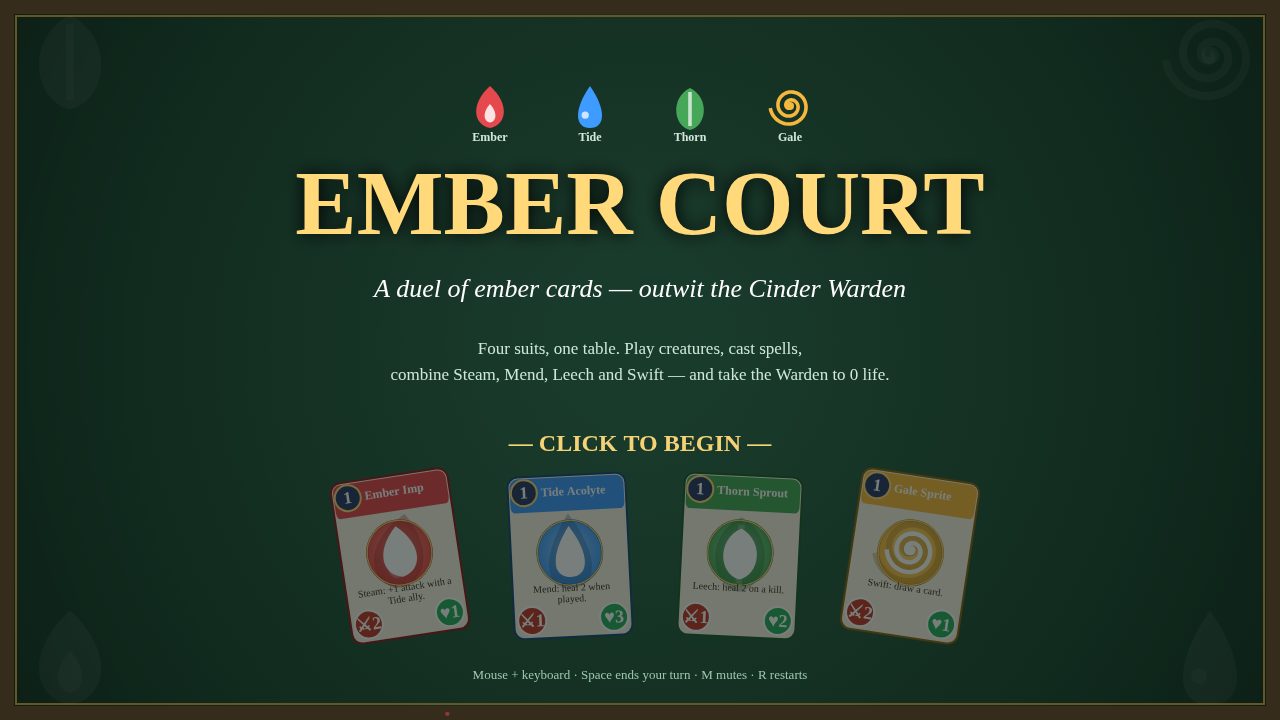 Ember Tide Thorn Gale
EMBER COURT
A duel of ember cards — outwit the Cinder Warden
Four suits, one table. Play creatures, cast spells,
combine Steam, Mend, Leech and Swift — and take the Warden to 0 life.
— CLICK TO BEGIN —
1 Ember Imp
Steam: +1 attack with a
Tide ally.
⚔2 ♥1
1 Tide Acolyte
Mend: heal 2 when
played.
⚔1 ♥3
1 Thorn Sprout
Leech: heal 2 on a kill.
⚔1 ♥2
1 Gale Sprite
Swift: draw a card.
⚔2 ♥1
Mouse + keyboard · Space ends your turn · M mutes · R restarts